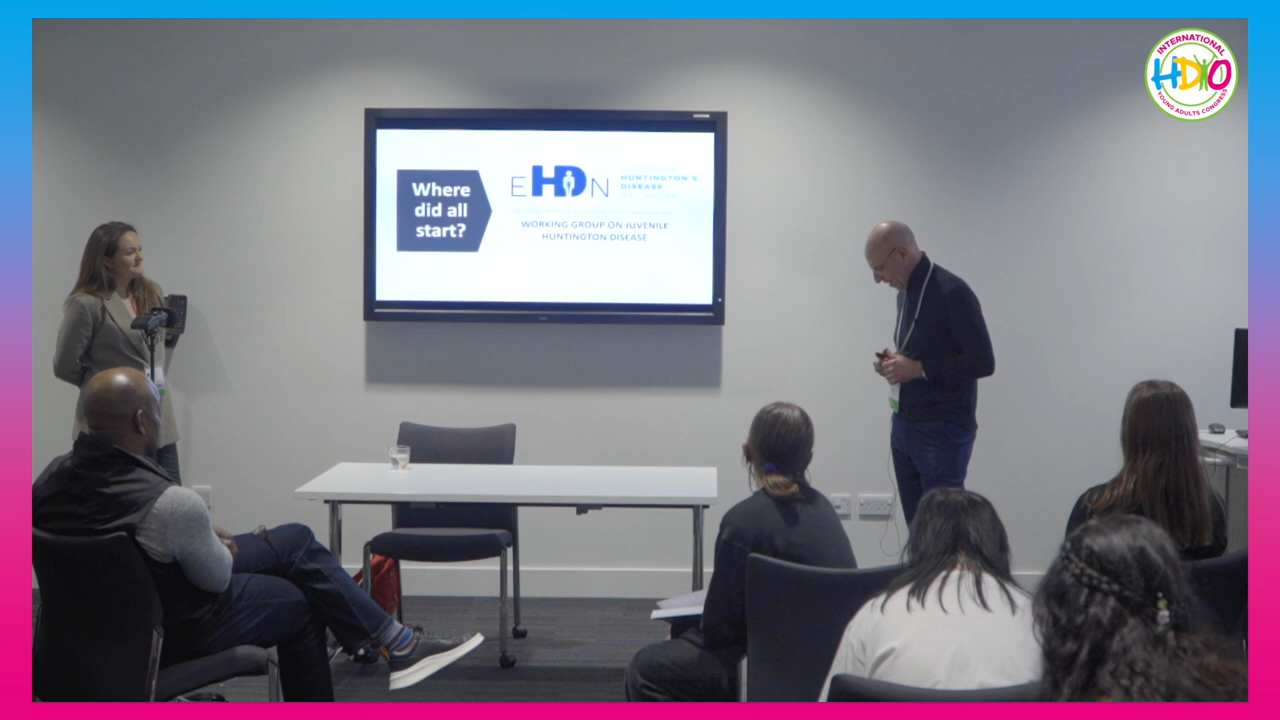 INTERNATIONAL
HDYO
YOUNG ADULTS CONGRESS
Where
did all
start?
EHDN
HUNTINGTON'S
DISEASE
WORKING GROUP ON JUVENILE
HUNTINGTON DISEASE